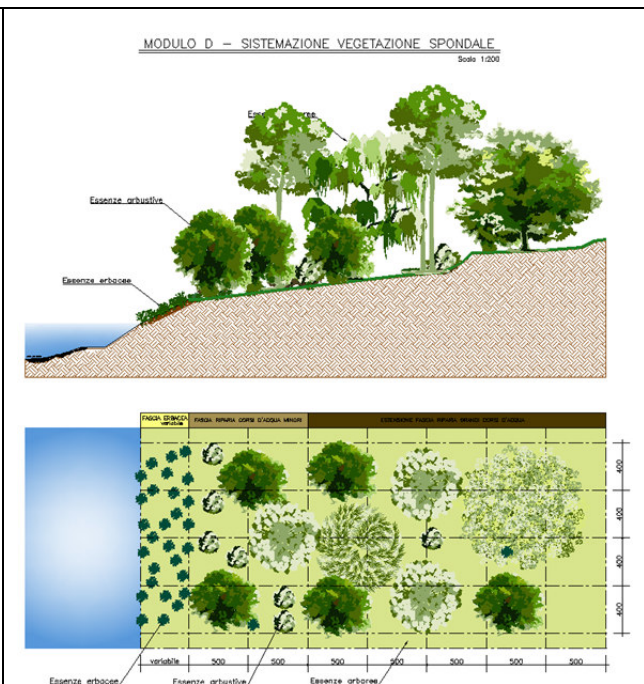 MODULO D – SISTEMAZIONE VEGETAZIONE SPONDALE
Scala 1:200
Essenze arbustive
Essenze erbacee
FASCIA ERBACEA
variabile
FASCIA RIPARIA CORSI D'ACQUA MINORI
ESTENSIONE FASCIA RIPARIA GRANDI CORSI D'ACQUA
400
400
400
400
variabile 500 500 500 500 500 500 500
Essenze erbacee Essenze arbustive Essenze arboree